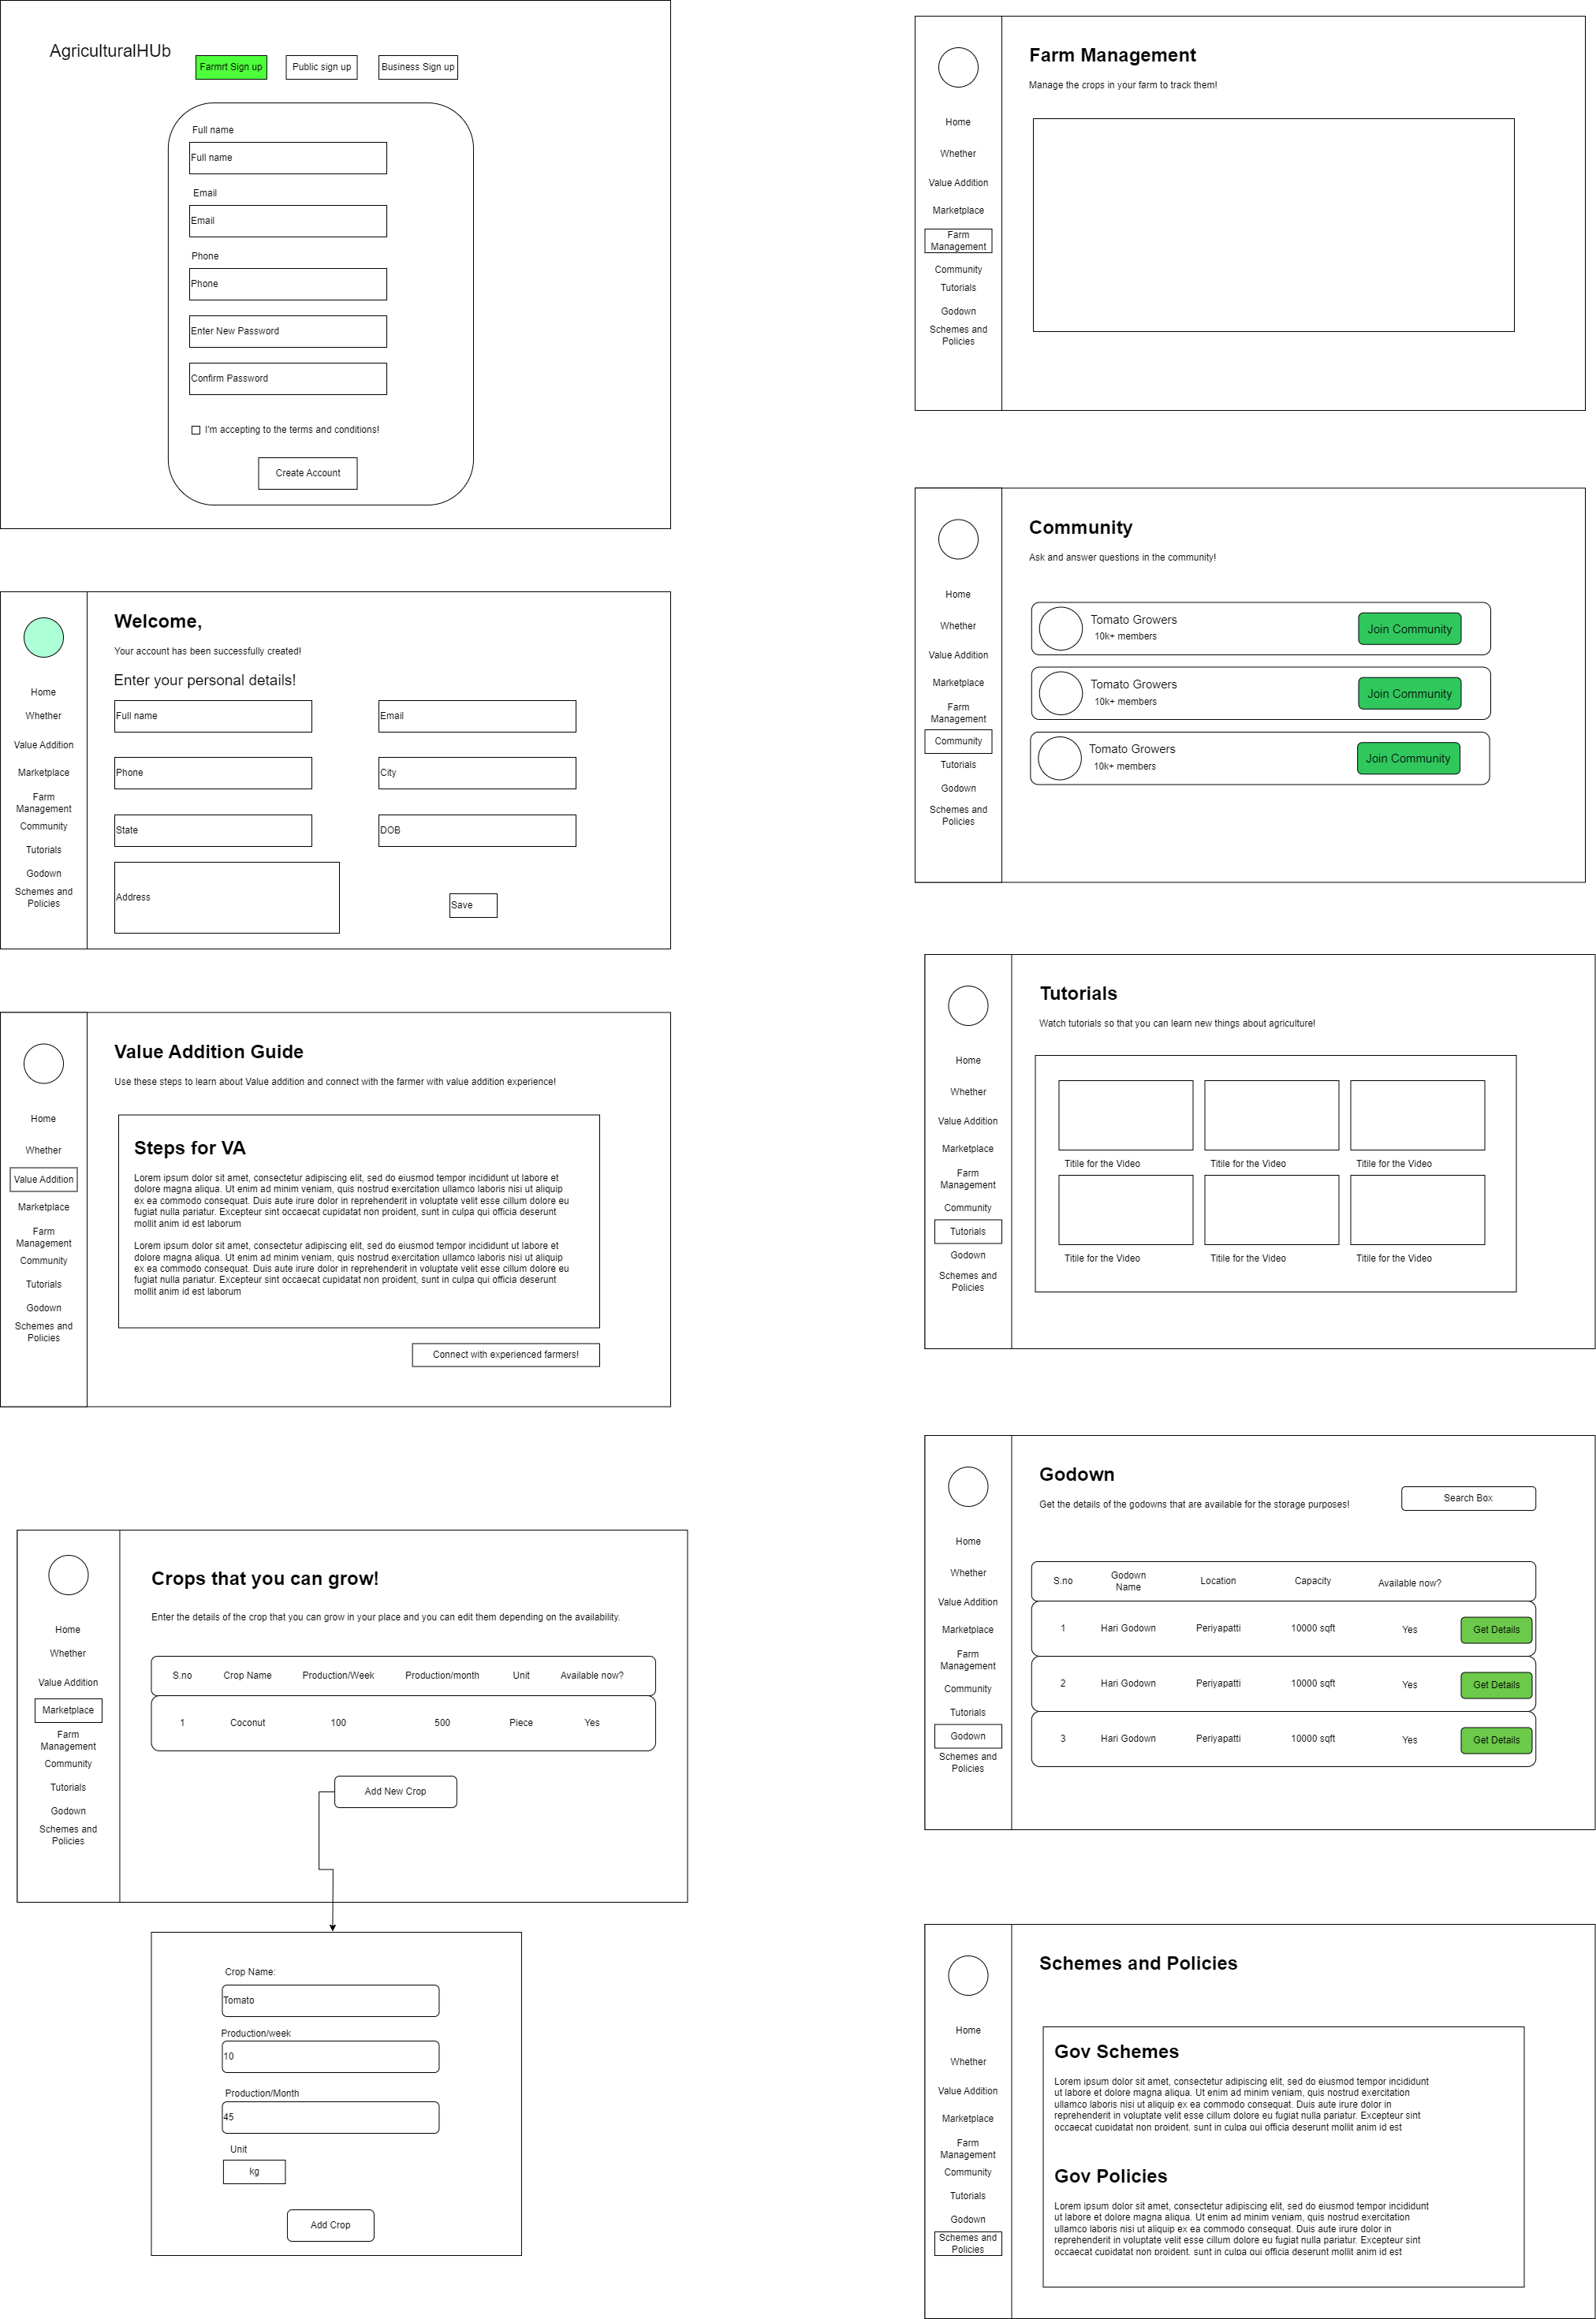 AgriculturalHUb
Farmrt Sign up
Public sign up
Business Sign up
Full name
Full name
Email
Email
Phone
Phone
Enter New Password
Confirm Password
I'm accepting to the terms and conditions!
Create Account
Welcome,
Your account has been successfully created!
Enter your personal details!
Home
Whether
Value Addition
Marketplace
Farm
Management
Community
Tutorials
Godown
Schemes and
Policies
Full name
Email
Phone
City
State
DOB
Address
Save
Value Addition Guide
Use these steps to learn about Value addition and connect with the farmer with value addition experience!
Home
Whether
Value Addition
Marketplace
Farm
Management
Community
Tutorials
Godown
Schemes and
Policies
Steps for VA
Lorem ipsum dolor sit amet, consectetur adipiscing elit, sed do eiusmod tempor incididunt ut labore et
dolore magna aliqua. Ut enim ad minim veniam, quis nostrud exercitation ullamco laboris nisi ut aliquip
ex ea commodo consequat. Duis aute irure dolor in reprehenderit in voluptate velit esse cillum dolore eu
fugiat nulla pariatur. Excepteur sint occaecat cupidatat non proident, sunt in culpa qui officia deserunt
mollit anim id est laborum
Lorem ipsum dolor sit amet, consectetur adipiscing elit, sed do eiusmod tempor incididunt ut labore et
dolore magna aliqua. Ut enim ad minim veniam, quis nostrud exercitation ullamco laboris nisi ut aliquip
ex ea commodo consequat. Duis aute irure dolor in reprehenderit in voluptate velit esse cillum dolore eu
fugiat nulla pariatur. Excepteur sint occaecat cupidatat non proident, sunt in culpa qui officia deserunt
mollit anim id est laborum
Connect with experienced farmers!
Crops that you can grow!
Enter the details of the crop that you can grow in your place and you can edit them depending on the availability.
Home
Whether
Value Addition
Marketplace
Farm
Management
Community
Tutorials
Godown
Schemes and
Policies
S.no
Crop Name
Production/Week
Production/month
Unit
Available now?
1
Coconut
100
500
Piece
Yes
Add New Crop
Crop Name:
Tomato
Production/week
10
Production/Month
45
Unit
kg
Add Crop
Farm Management
Manage the crops in your farm to track them!
Home
Whether
Value Addition
Marketplace
Farm
Management
Community
Tutorials
Godown
Schemes and
Policies
Community
Ask and answer questions in the community!
Home
Whether
Value Addition
Marketplace
Farm
Management
Community
Tutorials
Godown
Schemes and
Policies
Tomato Growers
10k+ members
Join Community
Tomato Growers
10k+ members
Join Community
Tomato Growers
10k+ members
Join Community
Tutorials
Watch tutorials so that you can learn new things about agriculture!
Home
Whether
Value Addition
Marketplace
Farm
Management
Community
Tutorials
Godown
Schemes and
Policies
Titile for the Video
Titile for the Video
Titile for the Video
Titile for the Video
Titile for the Video
Titile for the Video
Godown
Get the details of the godowns that are available for the storage purposes!
Search Box
Home
Whether
Value Addition
Marketplace
Farm
Management
Community
Tutorials
Godown
Schemes and
Policies
S.no
Godown
Name
Location
Capacity
Available now?
1
Hari Godown
Periyapatti
10000 sqft
Yes
Get Details
2
Hari Godown
Periyapatti
10000 sqft
Yes
Get Details
3
Hari Godown
Periyapatti
10000 sqft
Yes
Get Details
Schemes and Policies
Home
Whether
Value Addition
Marketplace
Farm
Management
Community
Tutorials
Godown
Schemes and
Policies
Gov Schemes
Lorem ipsum dolor sit amet, consectetur adipiscing elit, sed do eiusmod tempor incididunt
ut labore et dolore magna aliqua. Ut enim ad minim veniam, quis nostrud exercitation
ullamco laboris nisi ut aliquip ex ea commodo consequat. Duis aute irure dolor in
reprehenderit in voluptate velit esse cillum dolore eu fugiat nulla pariatur. Excepteur sint
occaecat cupidatat non proident, sunt in culpa qui officia deserunt mollit anim id est
Gov Policies
Lorem ipsum dolor sit amet, consectetur adipiscing elit, sed do eiusmod tempor incididunt
ut labore et dolore magna aliqua. Ut enim ad minim veniam, quis nostrud exercitation
ullamco laboris nisi ut aliquip ex ea commodo consequat. Duis aute irure dolor in
reprehenderit in voluptate velit esse cillum dolore eu fugiat nulla pariatur. Excepteur sint
occaecat cupidatat non proident, sunt in culpa qui officia deserunt mollit anim id est